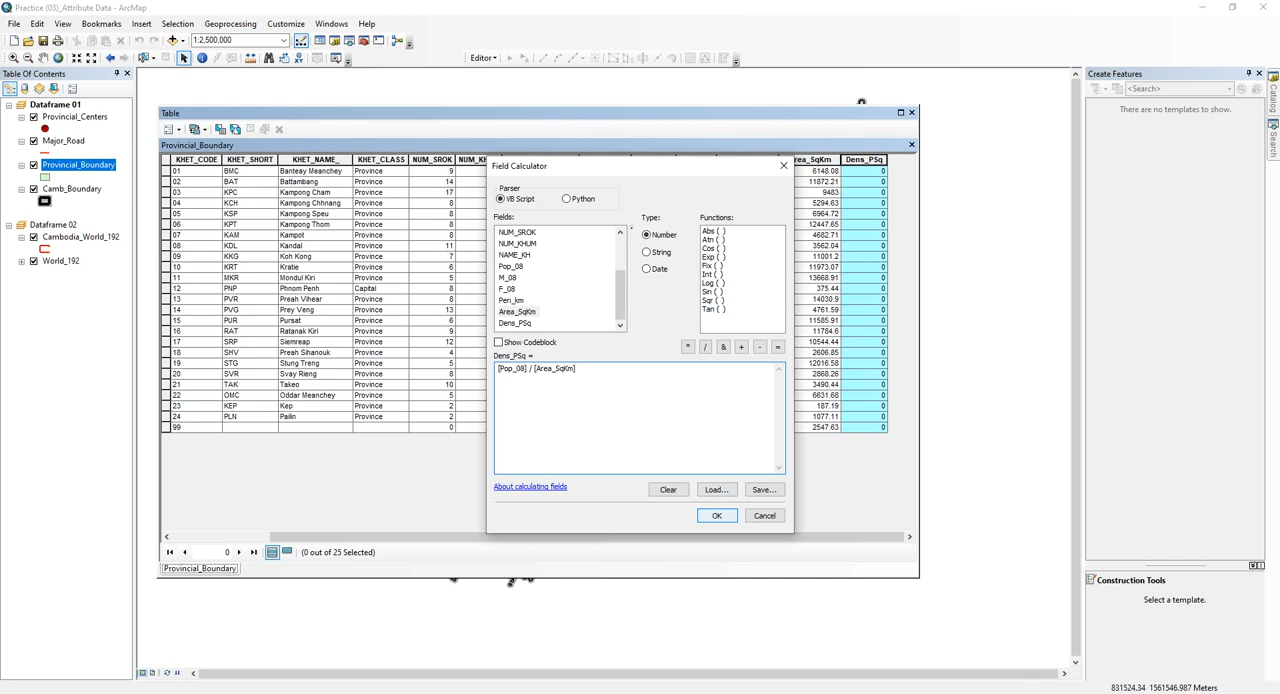 Practice (03)_Attribute Data - ArcMap
File Edit View Bookmarks Insert Selection Geoprocessing Customize Windows Help
1:2,500,000
Editor
Table Of Contents
Dataframe 01
Provincial_Centers
Major_Road
Provincial_Boundary
Camb_Boundary
Dataframe 02
Cambodia_World_192
World_192
Table
Provincial_Boundary
KHET_CODE KHET_SHORT KHET_NAME_ KHET_CLASS NUM_SROK Area_SqKm Dens_PSq
01 BMC Banteay Meanchey Province 9 6148.08 0
02 BAT Battambang Province 14 11872.21 0
03 KPC Kampong Cham Province 17 9483 0
04 KCH Kampong Chhnang Province 8 5294.63 0
05 KSP Kampong Speu Province 8 6964.72 0
06 KPT Kampong Thom Province 8 12447.65 0
07 KAM Kampot Province 8 4682.71 0
08 KDL Kandal Province 11 3562.04 0
09 KKG Koh Kong Province 7 11001.2 0
10 KRT Kratie Province 6 11973.07 0
11 MKR Mondul Kiri Province 5 13668.91 0
12 PNP Phnom Penh Capital 8 375.44 0
13 PVR Preah Vihear Province 8 14030.9 0
14 PVG Prey Veng Province 13 4761.59 0
15 PUR Pursat Province 6 11585.91 0
16 RAT Ratanak Kiri Province 9 11784.6 0
17 SRP Siemreap Province 12 10544.44 0
18 SHV Preah Sihanouk Province 4 2606.85 0
19 STG Stung Treng Province 5 12016.58 0
20 SVR Svay Rieng Province 8 2868.26 0
21 TAK Takeo Province 10 3490.44 0
22 OMC Oddar Meanchey Province 5 6631.68 0
23 KEP Kep Province 2 187.19 0
24 PLN Pailin Province 2 1077.11 0
99 0 2547.63 0
0 (0 out of 25 Selected)
Provincial_Boundary
Field Calculator
Parser
VB Script Python
Fields: Type: Functions:
NUM_SROK
NUM_KHUM
NAME_KH
Pop_08
M_08
F_08
Peri_km
Area_SqKm
Dens_PSq
Number
String
Date
Abs ( )
Atn ( )
Cos ( )
Exp ( )
Fix ( )
Int ( )
Log ( )
Sin ( )
Sqr ( )
Tan ( )
Show Codeblock
* / & + - =
Dens_PSq =
[Pop_08] / [Area_SqKm]
About calculating fields
Clear Load... Save...
OK Cancel
Create Features
<Search>
There are no templates to show.
Construction Tools
Select a template.
Catalog
Search
831524.34 1561546.987 Meters